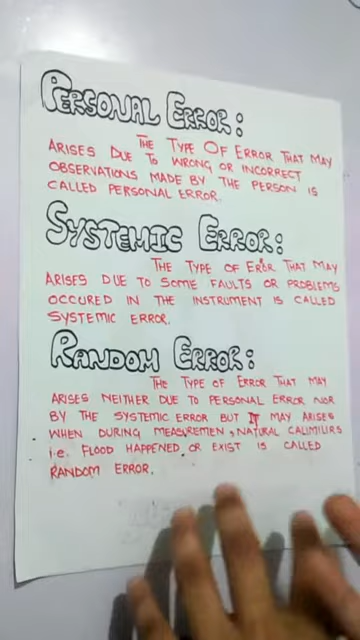 PERSONAL ERROR:
THE TYPE OF ERROR THAT MAY
ARISES DUE TO WRONG OR INCORRECT
OBSERVATIONS MADE BY THE PERSON IS
CALLED PERSONAL ERROR.
SYSTEMIC ERROR:
THE TYPE OF EROR THAT MAY
ARISES DUE TO SOME FAULTS OR PROBLEMS
OCCURED IN THE INSTRUMENT IS CALLED
SYSTEMIC ERROR.
RANDOM ERROR:
THE TYPE OF ERROR THAT MAY
ARISES NEITHER DUE TO PERSONAL ERROR NOR
BY THE SYSTEMIC ERROR BUT IT MAY ARISES
WHEN DURING MEASUREMEN, NATURAL CALIMILIRS
i.e. FLOOD HAPPENED OR EXIST IS CALLED
RANDOM ERROR.